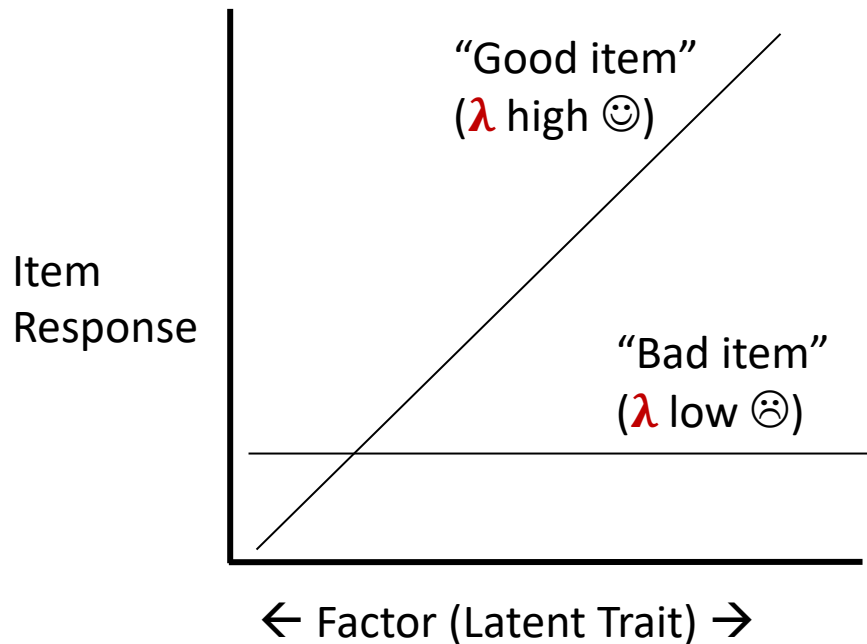 “Good item”
(λ high ☺)
Item
Response
“Bad item”
(λ low ☹)
← Factor (Latent Trait) →